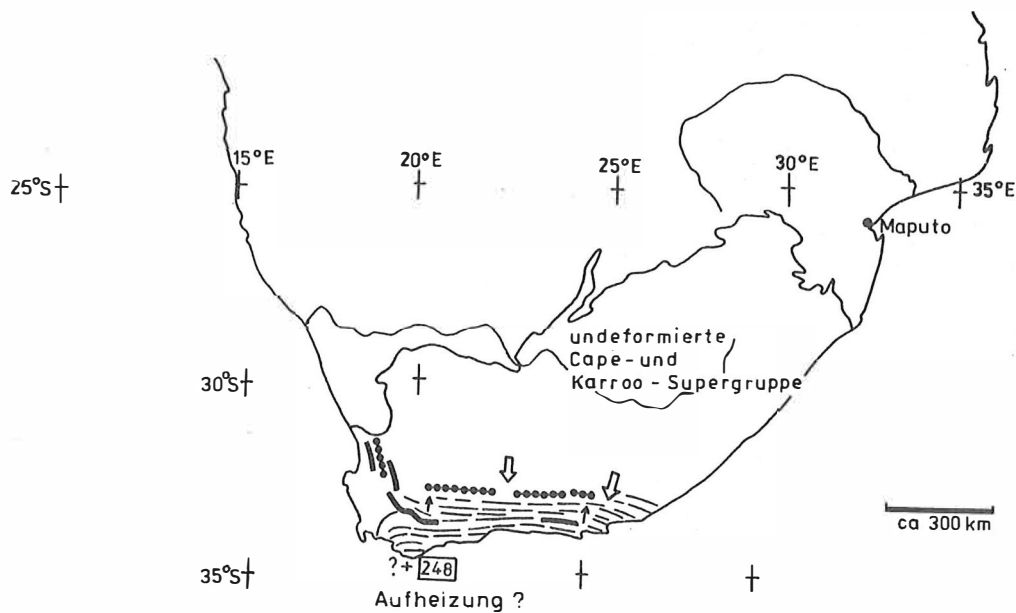 15°E
20°E
25°E
30°E
25°S
35°E
Maputo
undeformierte
Cape- und
Karroo - Supergruppe
30°S
ca 300 km
?+ 248
35°S
Aufheizung ?